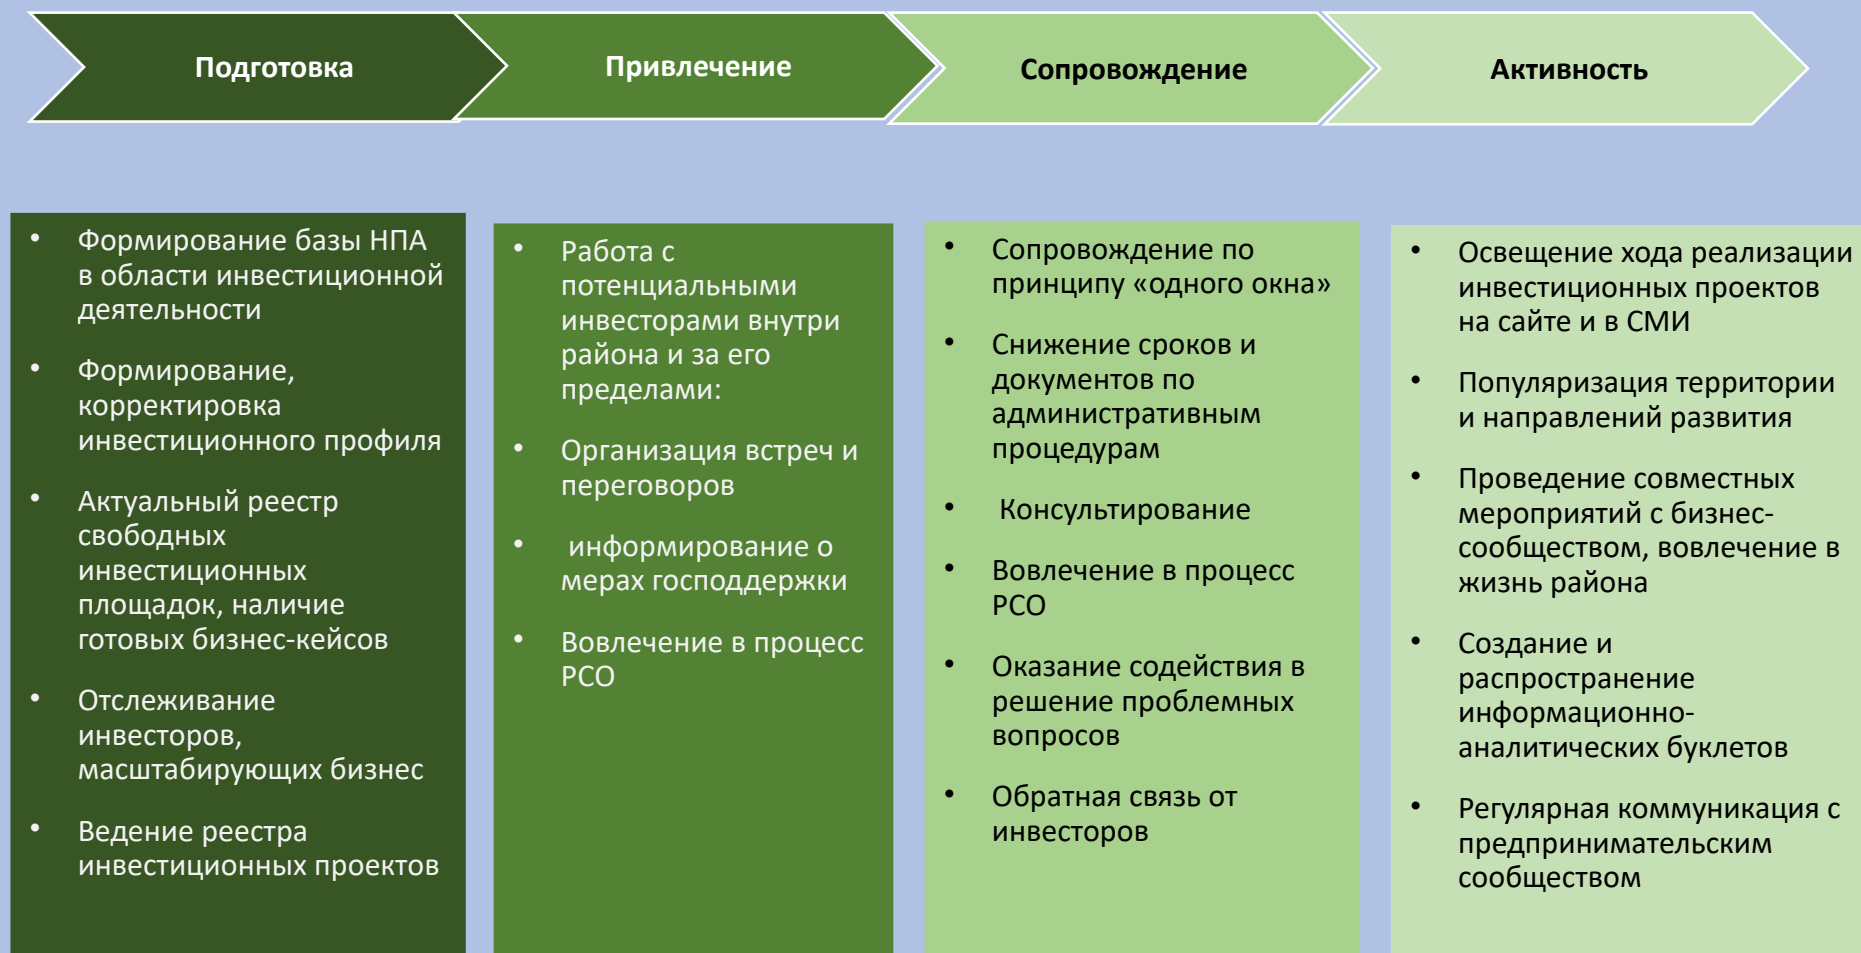 Подготовка
Привлечение
Сопровождение
Активность
• Формирование базы НПА
в области инвестиционной
деятельности
• Формирование,
корректировка
инвестиционного профиля
• Актуальный реестр
свободных
инвестиционных
площадок, наличие
готовых бизнес-кейсов
• Отслеживание
инвесторов,
масштабирующих бизнес
• Ведение реестра
инвестиционных проектов
• Работа с
потенциальными
инвесторами внутри
района и за его
пределами:
• Организация встреч и
переговоров
• информирование о
мерах господдержки
• Вовлечение в процесс
РСО
• Сопровождение по
принципу «одного окна»
• Снижение сроков и
документов по
административным
процедурам
• Консультирование
• Вовлечение в процесс
РСО
• Оказание содействия в
решение проблемных
вопросов
• Обратная связь от
инвесторов
• Освещение хода реализации
инвестиционных проектов
на сайте и в СМИ
• Популяризация территории
и направлений развития
• Проведение совместных
мероприятий с бизнес-
сообществом, вовлечение в
жизнь района
• Создание и
распространение
информационно-
аналитических буклетов
• Регулярная коммуникация с
предпринимательским
сообществом